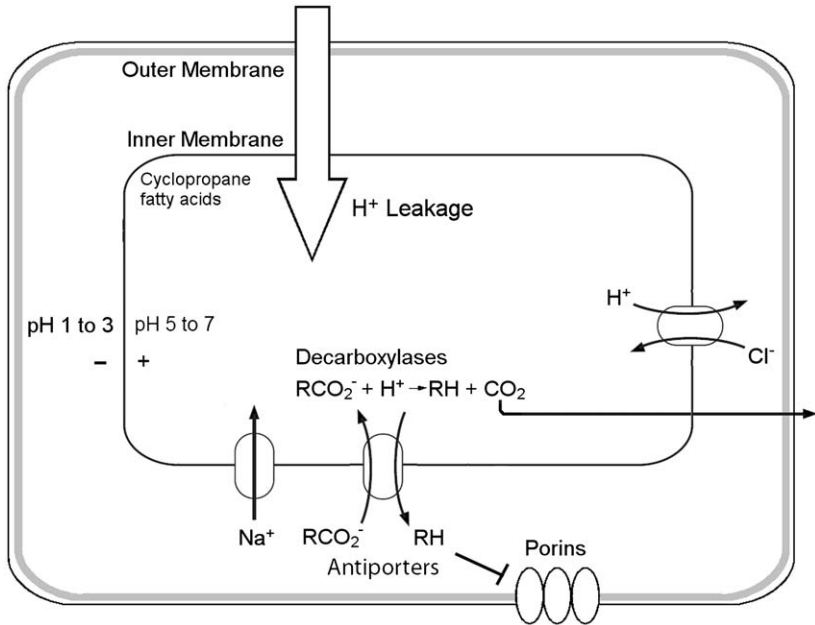 Outer Membrane
Inner Membrane
Cyclopropane
fatty acids
H⁺ Leakage
pH 1 to 3
pH 5 to 7
– +
H⁺
Cl⁻
Decarboxylases
RCO₂⁻ + H⁺ → RH + CO₂
Na⁺
RCO₂⁻
RH
Antiporters
Porins